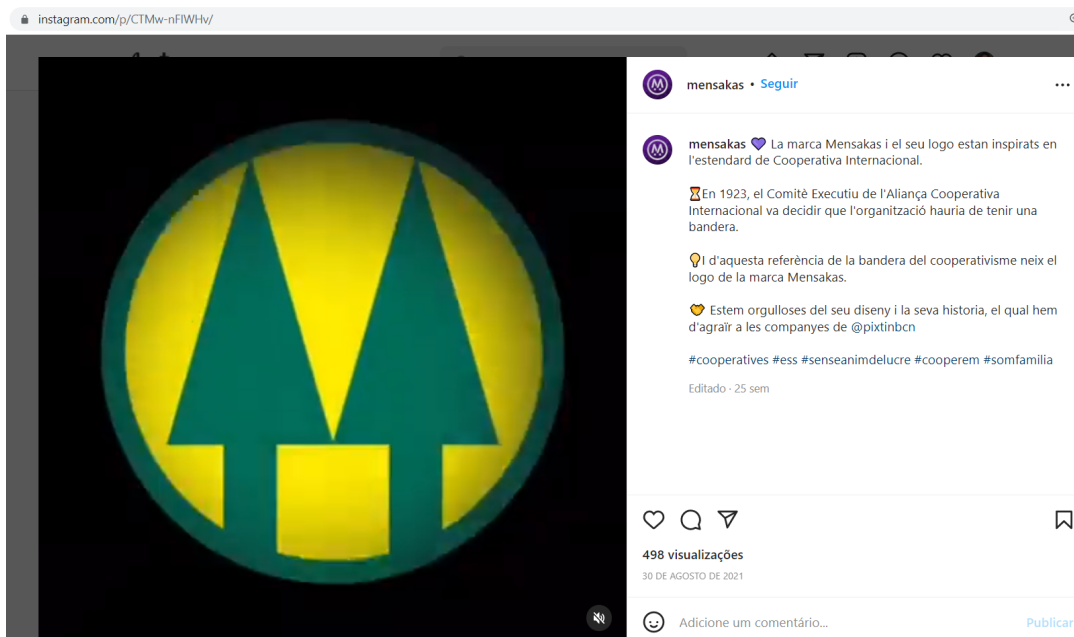 instagram.com/p/CTMw-nFlWHv/
mensakas • Seguir
mensakas 💜 La marca Mensakas i el seu logo estan inspirats en
l'estendard de Cooperativa Internacional.
⏳En 1923, el Comitè Executiu de l'Aliança Cooperativa
Internacional va decidir que l'organització hauria de tenir una
bandera.
💡I d'aquesta referència de la bandera del cooperativisme neix el
logo de la marca Mensakas.
🤝 Estem orgulloses del seu diseny i la seva historia, el qual hem
d'agraïr a les companyes de @pixtinbcn
#cooperatives #ess #senseanimdelucre #cooperem #somfamilia
Editado · 25 sem
498 visualizações
30 DE AGOSTO DE 2021
Adicione um comentário...
Publicar